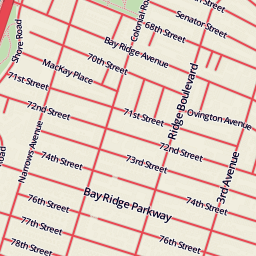 Shore Road
Colonial Ro
Senator Street
68th Street
Bay Ridge Avenue
70th Street
MacKay Place
71st Street
Ridge Boulevard
72nd Street
71st Street
Ovington Avenue
Narrows Avenue
72nd Street
oad
74th Street
73rd Street
3rd Avenue
76th Street
Bay Ridge Parkway
74th Street
77th Street
78th Street
76th Street